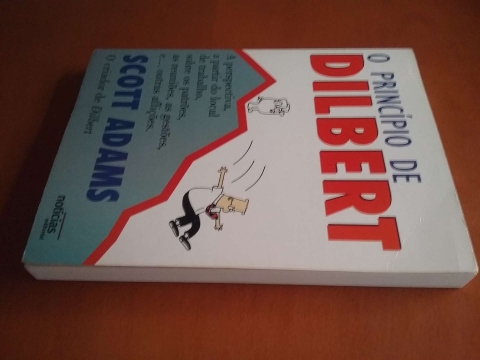 O PRINCÍPIO DE
DILBERT
A perspectiva,
a partir do local
de trabalho,
sobre os patrões,
as reuniões, as gestões,
e... outras aflições.
SCOTT ADAMS
O criador de Dilbert
notícias
editorial